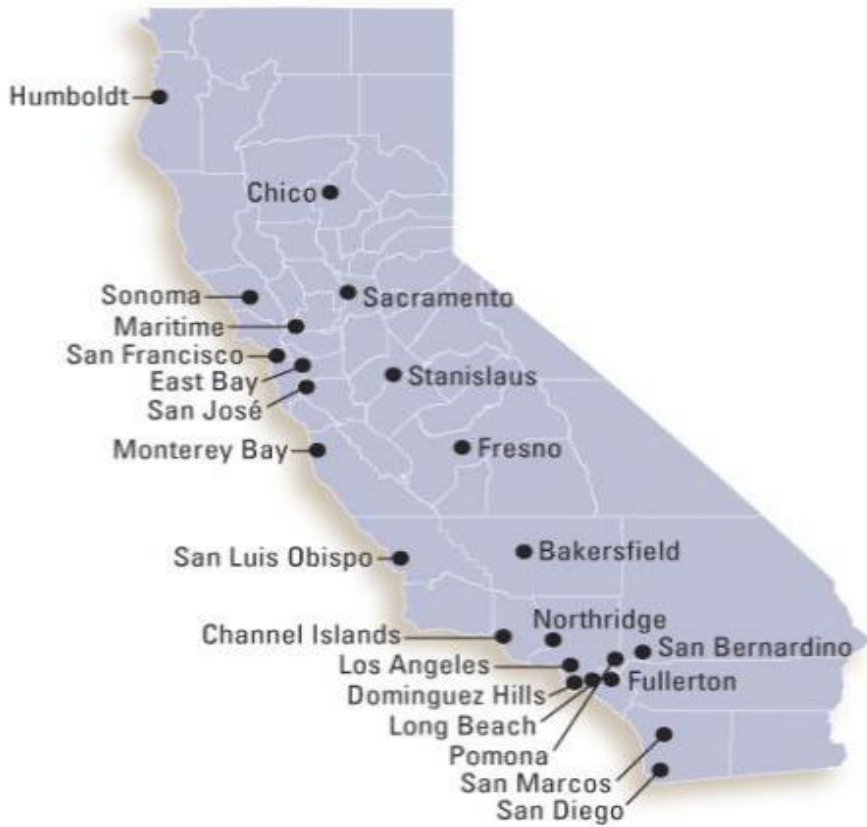 Humboldt
Chico
Sonoma
Sacramento
Maritime
San Francisco
East Bay
Stanislaus
San José
Monterey Bay
Fresno
San Luis Obispo
Bakersfield
Channel Islands
Northridge
San Bernardino
Los Angeles
Fullerton
Dominguez Hills
Long Beach
Pomona
San Marcos
San Diego